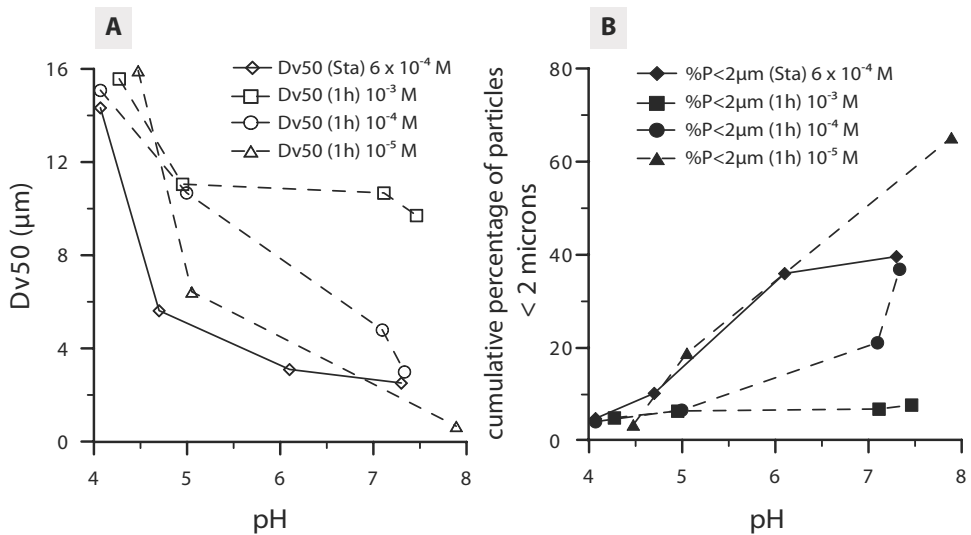 A
B
16
12
8
4
0
4
5
6
7
8
Dv50 (µm)
pH
Dv50 (Sta) 6 x 10⁻⁴ M
Dv50 (1h) 10⁻³ M
Dv50 (1h) 10⁻⁴ M
Dv50 (1h) 10⁻⁵ M
80
60
40
20
0
4
5
6
7
8
cumulative percentage of particles
< 2 microns
pH
%P<2µm (Sta) 6 x 10⁻⁴ M
%P<2µm (1h) 10⁻³ M
%P<2µm (1h) 10⁻⁴ M
%P<2µm (1h) 10⁻⁵ M